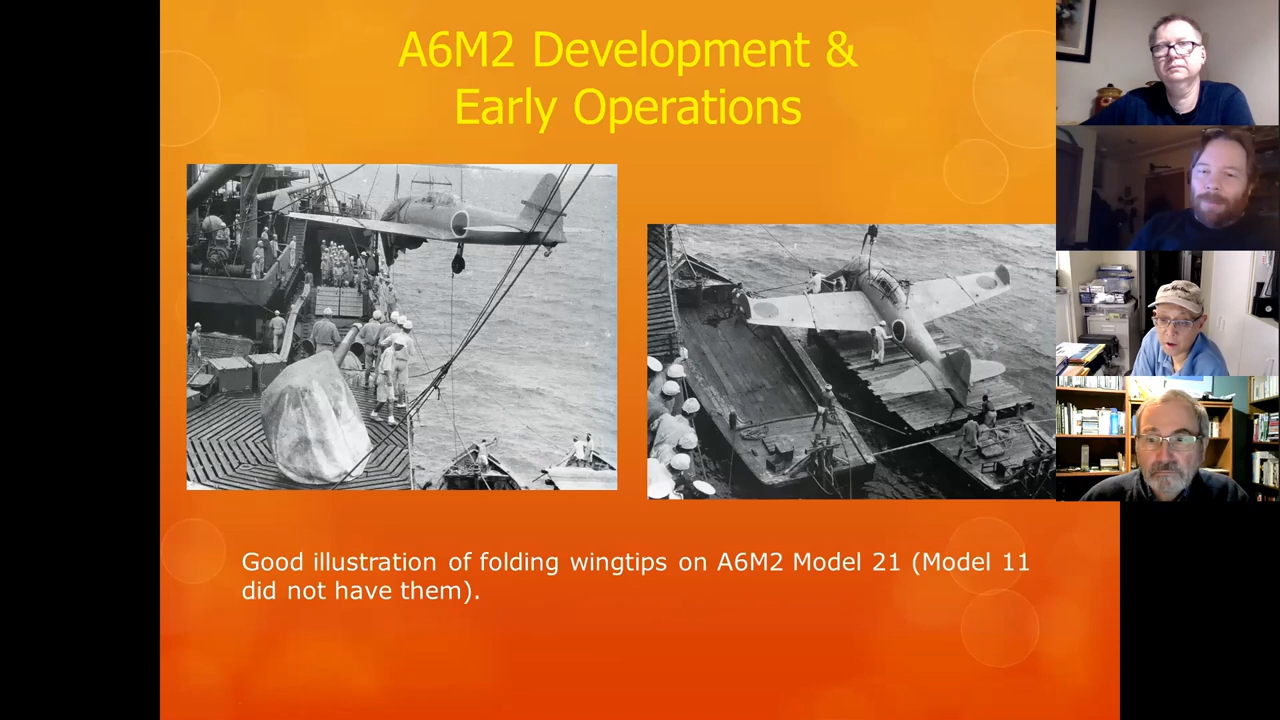 A6M2 Development &
Early Operations
Good illustration of folding wingtips on A6M2 Model 21 (Model 11
did not have them).